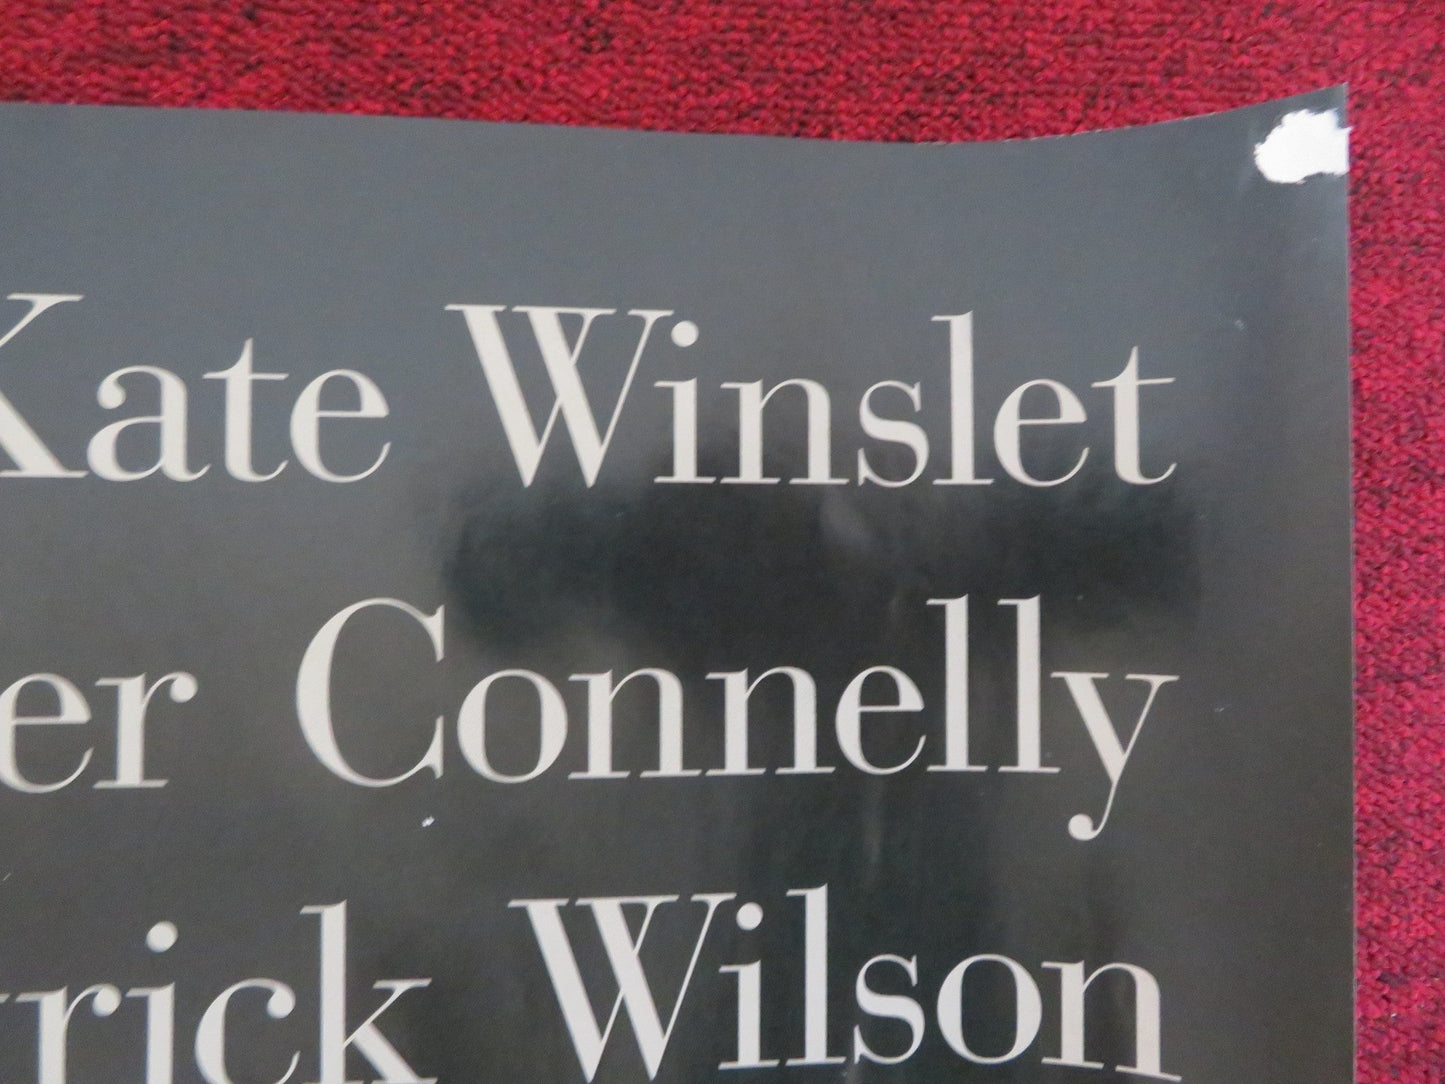 Kate Winslet
er Connelly
rick Wilson